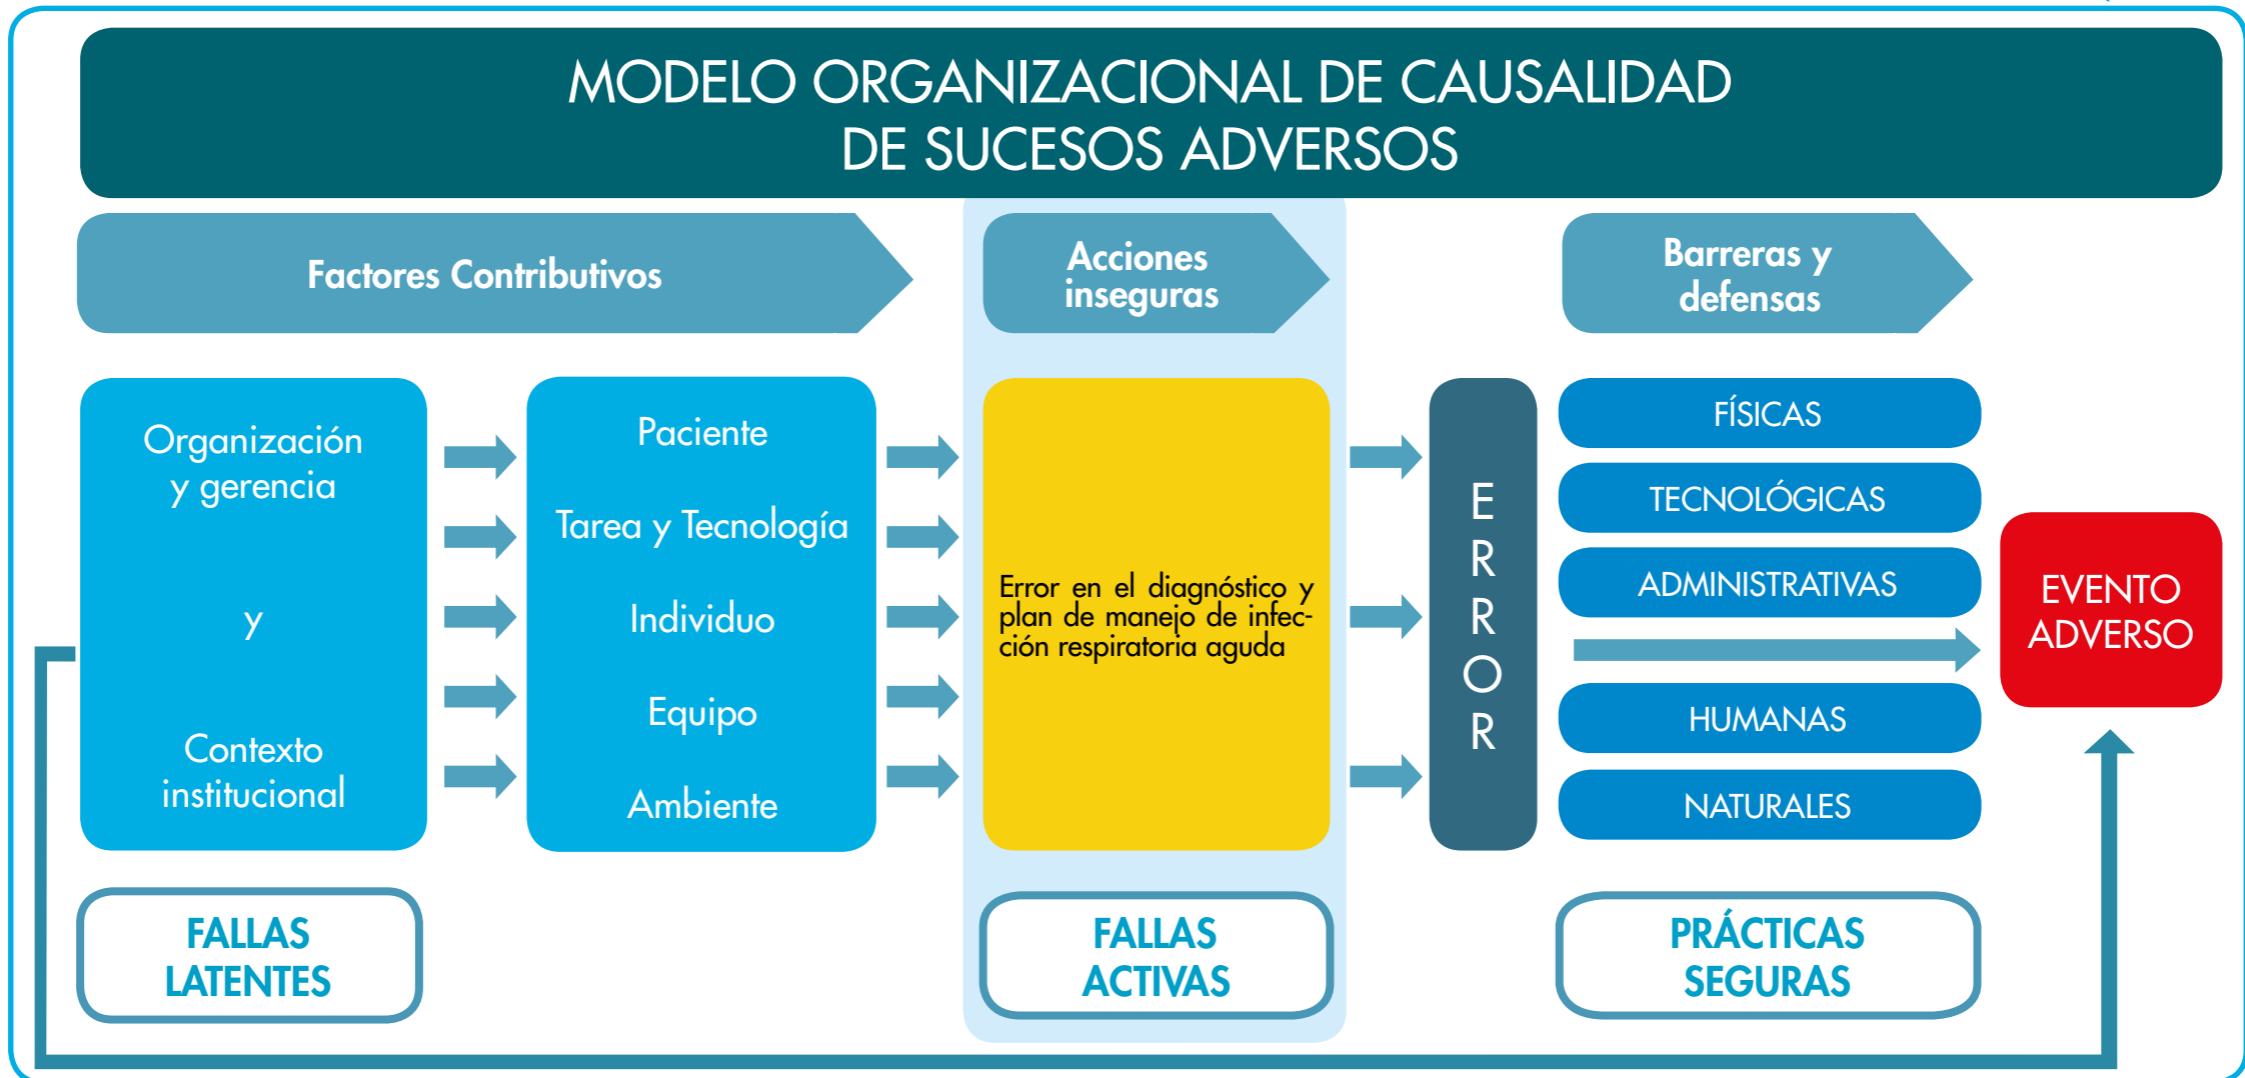 MODELO ORGANIZACIONAL DE CAUSALIDAD
DE SUCESOS ADVERSOS
Factores Contributivos
Acciones
inseguras
Barreras y
defensas
Organización
y gerencia
y
Contexto
institucional
Paciente
Tarea y Tecnología
Individuo
Equipo
Ambiente
Error en el diagnóstico y
plan de manejo de infec-
ción respiratoria aguda
E
R
R
O
R
FÍSICAS
TECNOLÓGICAS
ADMINISTRATIVAS
HUMANAS
NATURALES
EVENTO
ADVERSO
FALLAS
LATENTES
FALLAS
ACTIVAS
PRÁCTICAS
SEGURAS